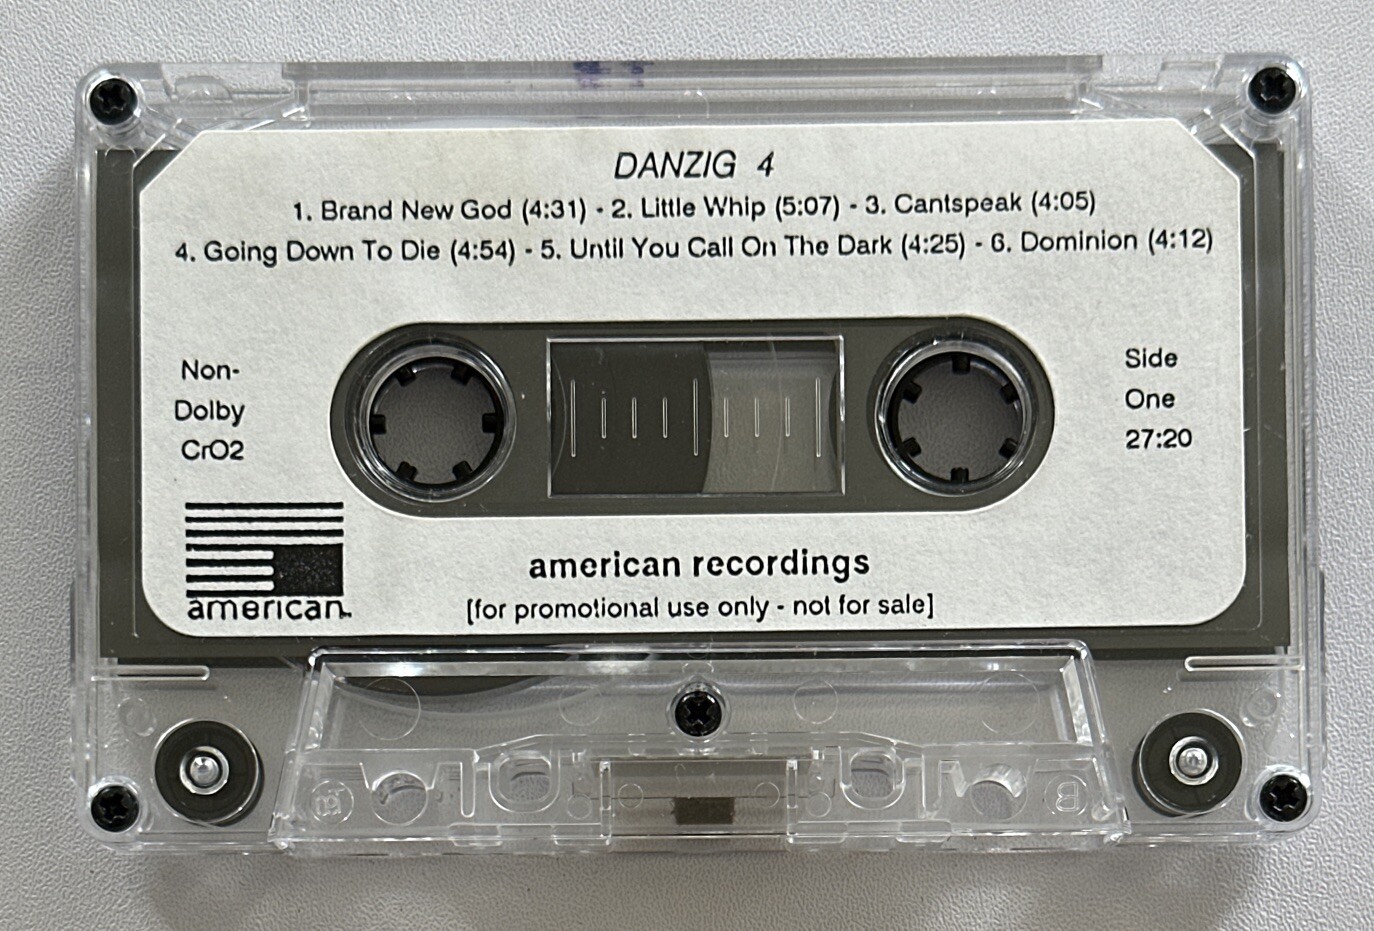 DANZIG 4
1. Brand New God (4:31) - 2. Little Whip (5:07) - 3. Cantspeak (4:05)
4. Going Down To Die (4:54) - 5. Until You Call On The Dark (4:25) - 6. Dominion (4:12)
Non-
Dolby
CrO2
Side
One
27:20
american™
american recordings
[for promotional use only - not for sale]
B